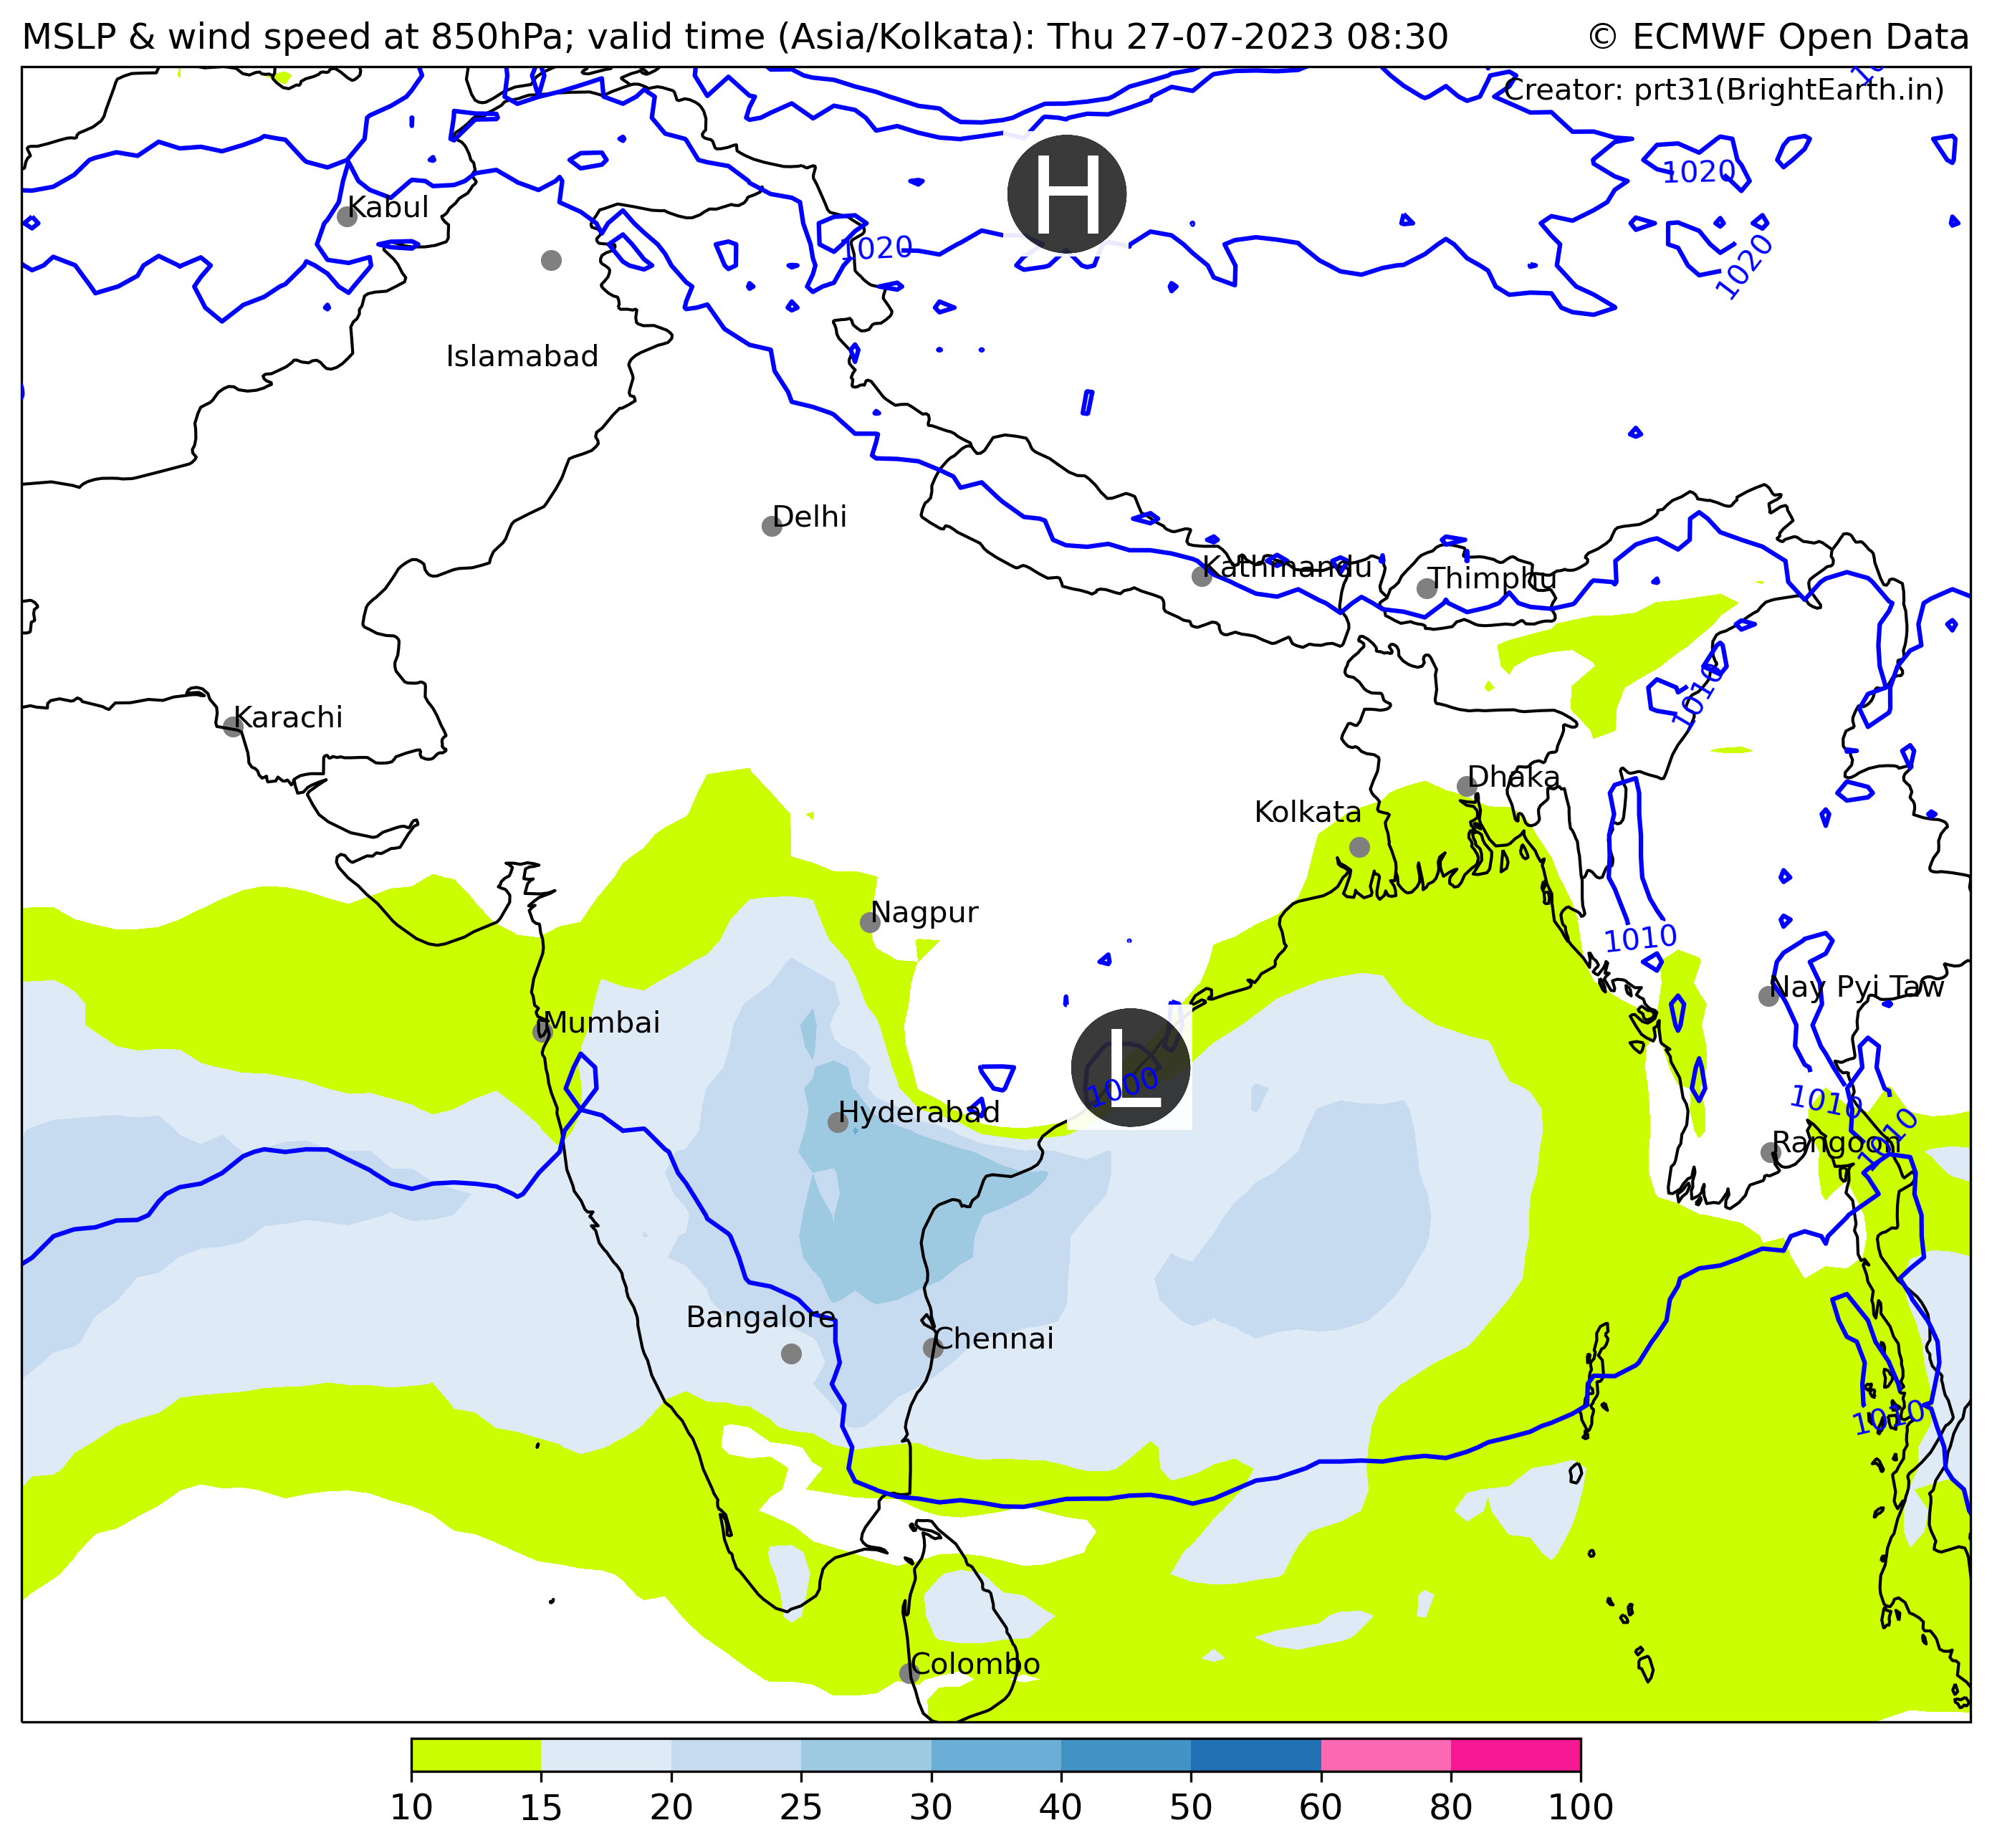 MSLP & wind speed at 850hPa; valid time (Asia/Kolkata): Thu 27-07-2023 08:30
© ECMWF Open Data
Creator: prt31(BrightEarth.in)
H
1020
Kabul
1020
1020
Islamabad
Delhi
Kathmandu
Thimphu
1010
Karachi
Dhaka
Kolkata
Nagpur
1010
Nay Pyi Taw
Mumbai
L
1000
1010
Hyderabad
1010
Rangoon
Bangalore
Chennai
1010
Colombo
10 15 20 25 30 40 50 60 80 100